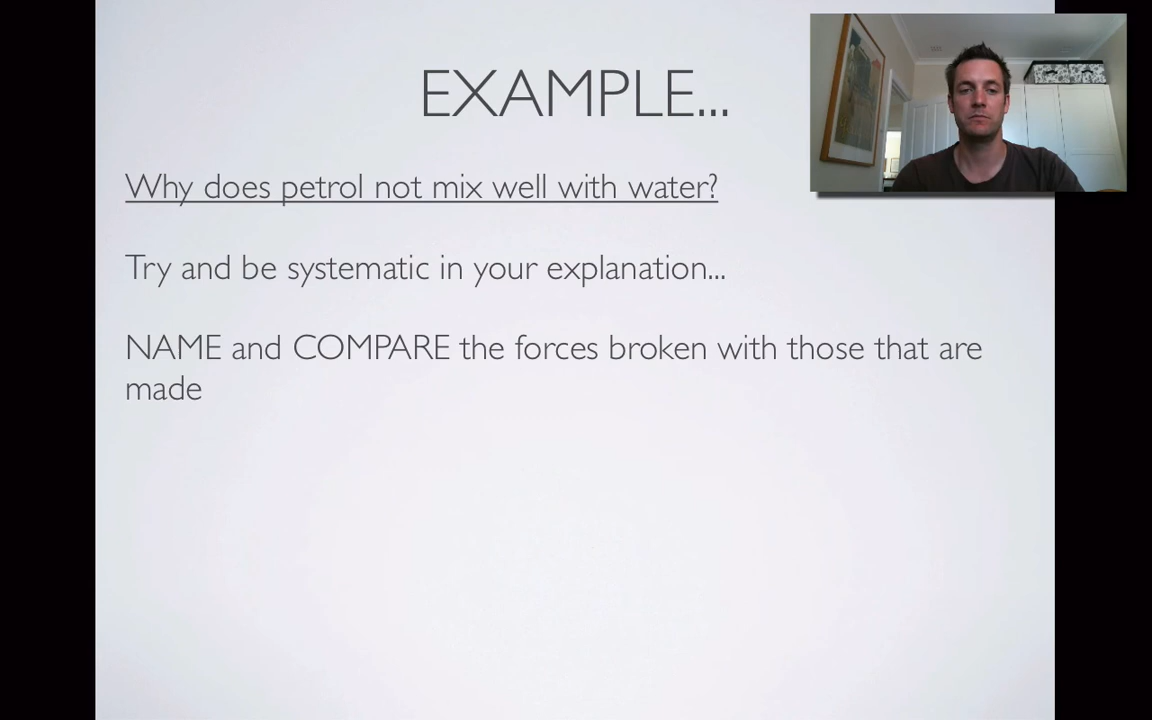 EXAMPLE...
Why does petrol not mix well with water?
Try and be systematic in your explanation...
NAME and COMPARE the forces broken with those that are
made